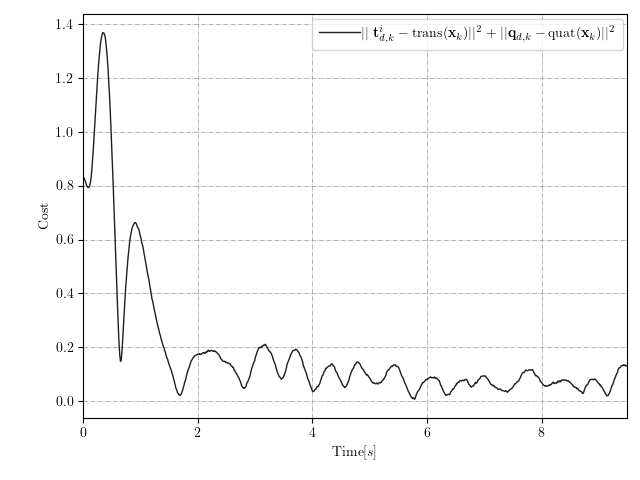 || t^i_{d,k} − trans(x_k)||² + ||q_{d,k} − quat(x_k)||²
1.4
1.2
1.0
0.8
0.6
0.4
0.2
0.0
Cost
0 2 4 6 8
Time[s]